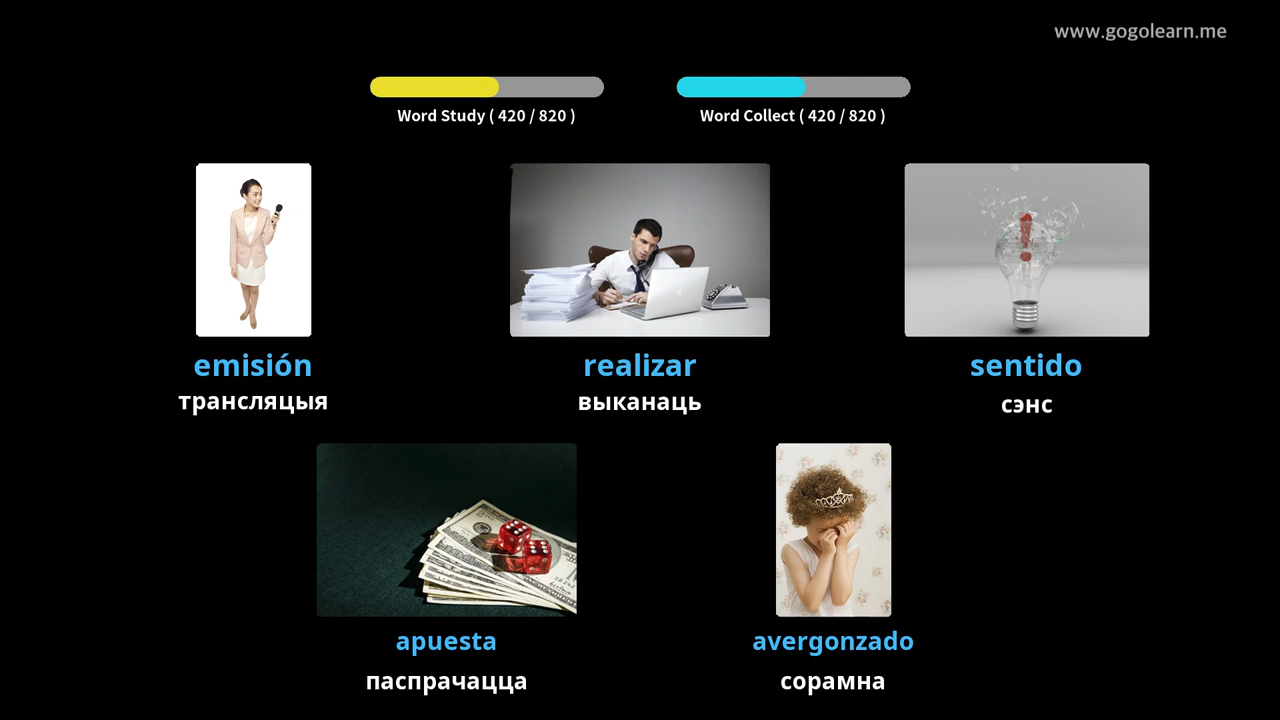 www.gogolearn.me
Word Study ( 420 / 820 )
Word Collect ( 420 / 820 )
emisión
трансляцыя
realizar
выканаць
sentido
сэнс
apuesta
паспрачацца
avergonzado
сорамна